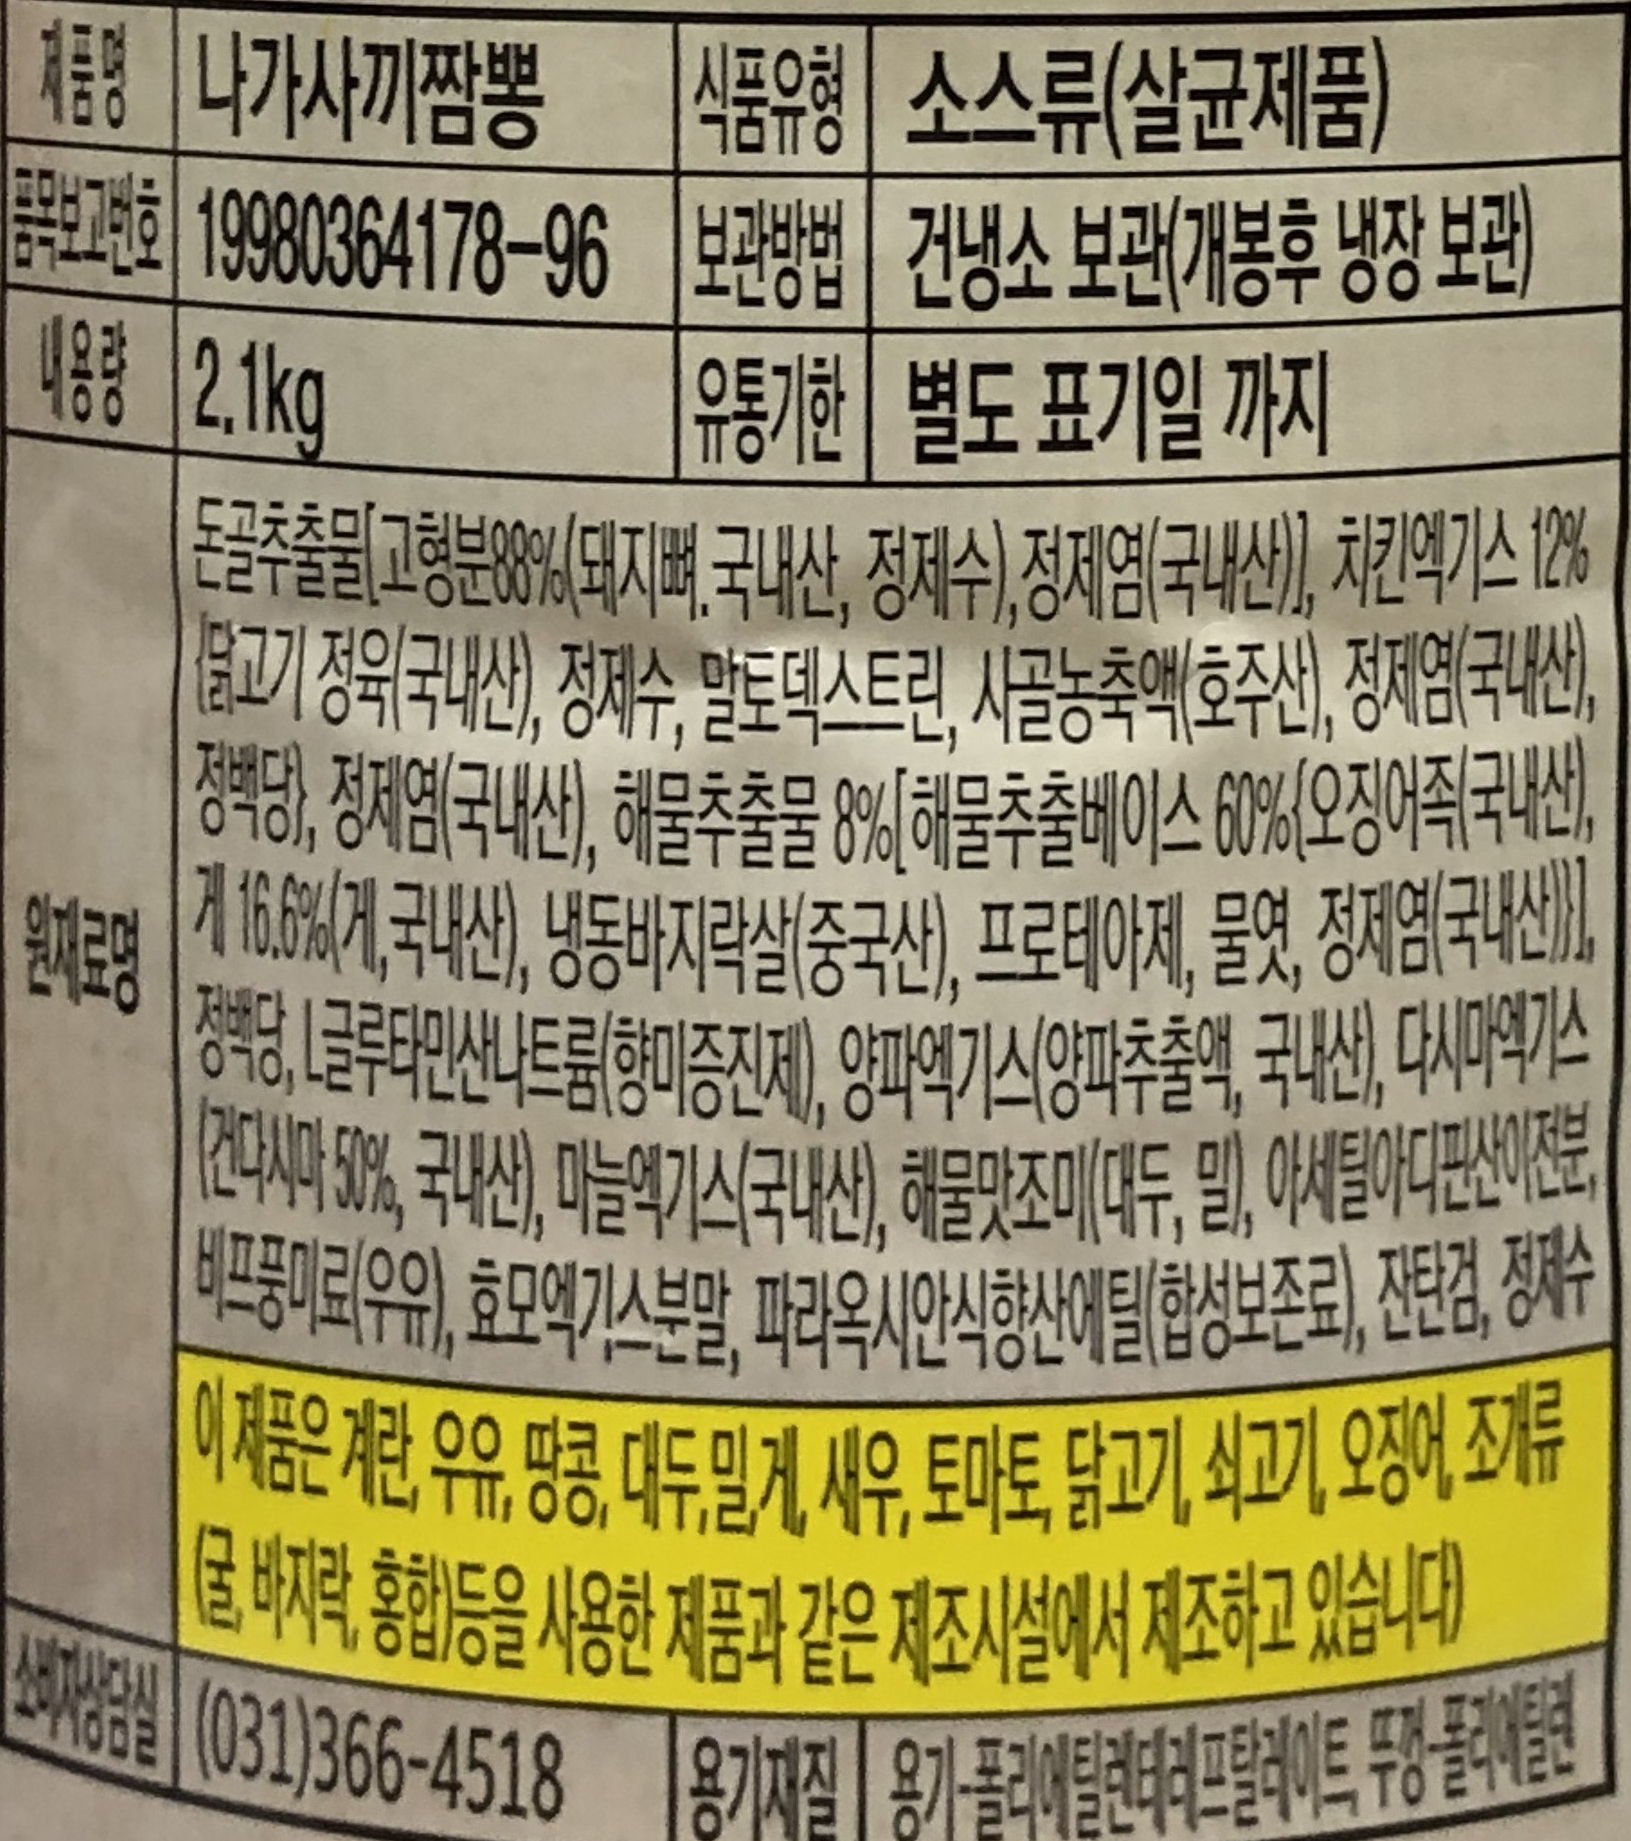 제품명 나가사끼짬뽕 식품유형 소스류(살균제품)
품목보고번호 19980364178-96 보관방법 건냉소 보관(개봉후 냉장 보관)
내용량 2.1kg 유통기한 별도 표기일 까지
원재료명
돈골추출물[고형분88%(돼지뼈.국내산, 정제수),정제염(국내산)], 치킨엑기스 12%
{닭고기 정육(국내산), 정제수, 말토덱스트린, 사골농축액(호주산), 정제염(국내산),
정백당}, 정제염(국내산), 해물추출물 8%[해물추출베이스 60%{오징어족(국내산),
게 16.6%(게,국내산), 냉동바지락살(중국산), 프로테아제, 물엿, 정제염(국내산)}],
정백당, L글루타민산나트륨(향미증진제), 양파엑기스(양파추출액, 국내산), 다시마엑기스
(건다시마 50%, 국내산), 마늘엑기스(국내산), 해물맛조미(대두, 밀), 아세틸아디핀산이전분,
비프풍미료(우유), 효모엑기스분말, 파라옥시안식향산에틸(합성보존료), 잔탄검, 정제수
이 제품은 계란, 우유, 땅콩, 대두,밀,게, 새우, 토마토, 닭고기, 쇠고기, 오징어, 조개류
(굴, 바지락, 홍합)등을 사용한 제품과 같은 제조시설에서 제조하고 있습니다)
소비자상담실 (031)366-4518 용기재질 용기-폴리에틸렌테레프탈레이트, 뚜껑-폴리에틸렌